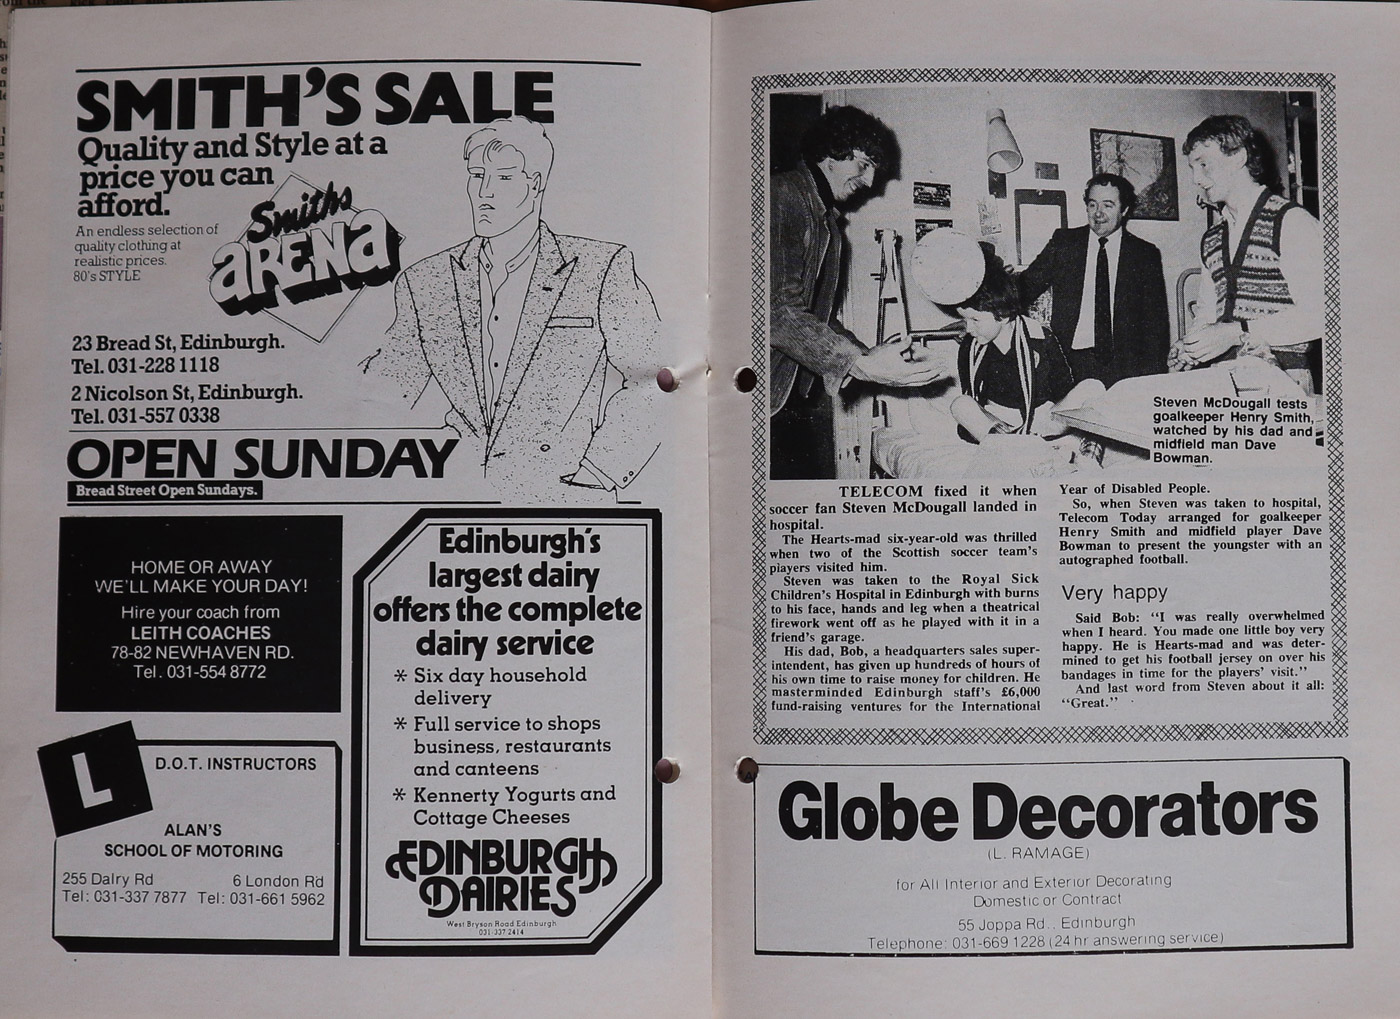 SMITH'S SALE
Quality and Style at a
price you can
afford.
An endless selection of
quality clothing at
realistic prices.
80's STYLE
Smiths
aRENa
23 Bread St, Edinburgh.
Tel. 031-228 1118
2 Nicolson St, Edinburgh.
Tel. 031-557 0338
OPEN SUNDAY
Bread Street Open Sundays.
HOME OR AWAY
WE'LL MAKE YOUR DAY!
Hire your coach from
LEITH COACHES
78-82 NEWHAVEN RD.
Tel. 031-554 8772
L
D.O.T. INSTRUCTORS
ALAN'S
SCHOOL OF MOTORING
255 Dalry Rd 6 London Rd
Tel: 031-337 7877 Tel: 031-661 5962
Edinburgh's
largest dairy
offers the complete
dairy service
* Six day household
delivery
* Full service to shops
business, restaurants
and canteens
* Kennerty Yogurts and
Cottage Cheeses
EDINBURGH
DAIRIES
West Bryson Road Edinburgh
031-337 2414
Steven McDougall tests
goalkeeper Henry Smith,
watched by his dad and
midfield man Dave
Bowman.
TELECOM fixed it when
soccer fan Steven McDougall landed in
hospital.
The Hearts-mad six-year-old was thrilled
when two of the Scottish soccer team's
players visited him.
Steven was taken to the Royal Sick
Children's Hospital in Edinburgh with burns
to his face, hands and leg when a theatrical
firework went off as he played with it in a
friend's garage.
His dad, Bob, a headquarters sales super-
intendent, has given up hundreds of hours of
his own time to raise money for children. He
masterminded Edinburgh staff's £6,000
fund-raising ventures for the International
Year of Disabled People.
So, when Steven was taken to hospital,
Telecom Today arranged for goalkeeper
Henry Smith and midfield player Dave
Bowman to present the youngster with an
autographed football.
Very happy
Said Bob: "I was really overwhelmed
when I heard. You made one little boy very
happy. He is Hearts-mad and was deter-
mined to get his football jersey on over his
bandages in time for the players' visit."
And last word from Steven about it all:
"Great."
Globe Decorators
(L. RAMAGE)
for All Interior and Exterior Decorating
Domestic or Contract
55 Joppa Rd., Edinburgh
Telephone: 031-669 1228 (24 hr answering service)